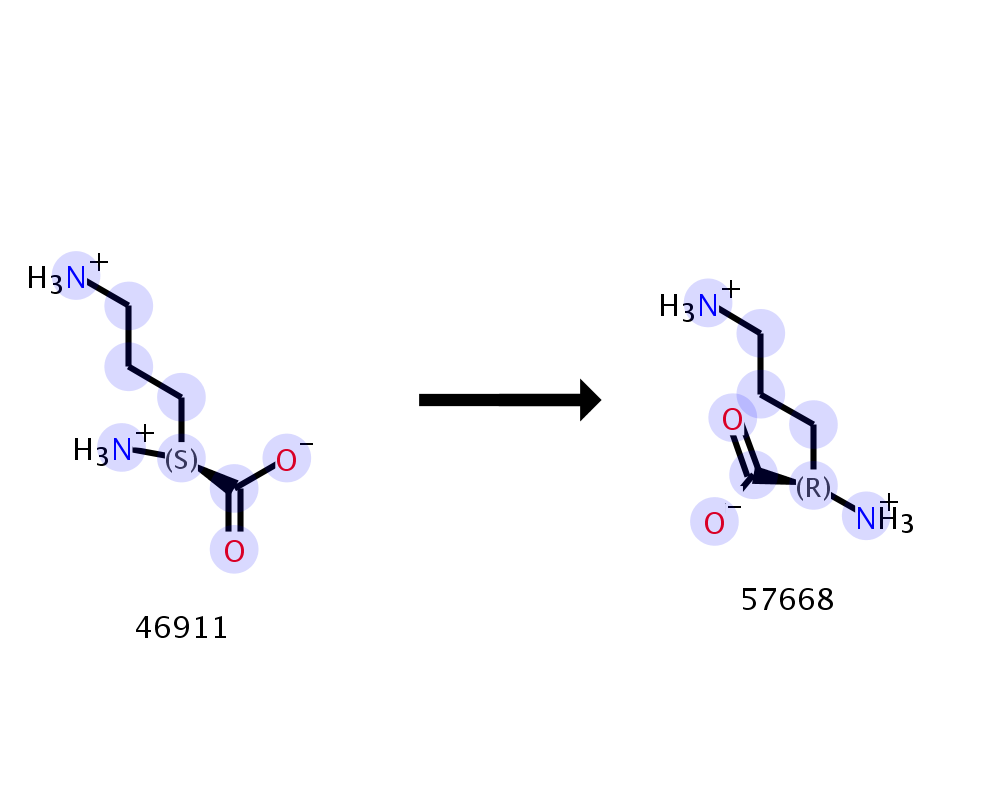 H3N+
H3N+
(S)
O−
O
46911
H3N+
O
O−
(R)
NH3+
57668